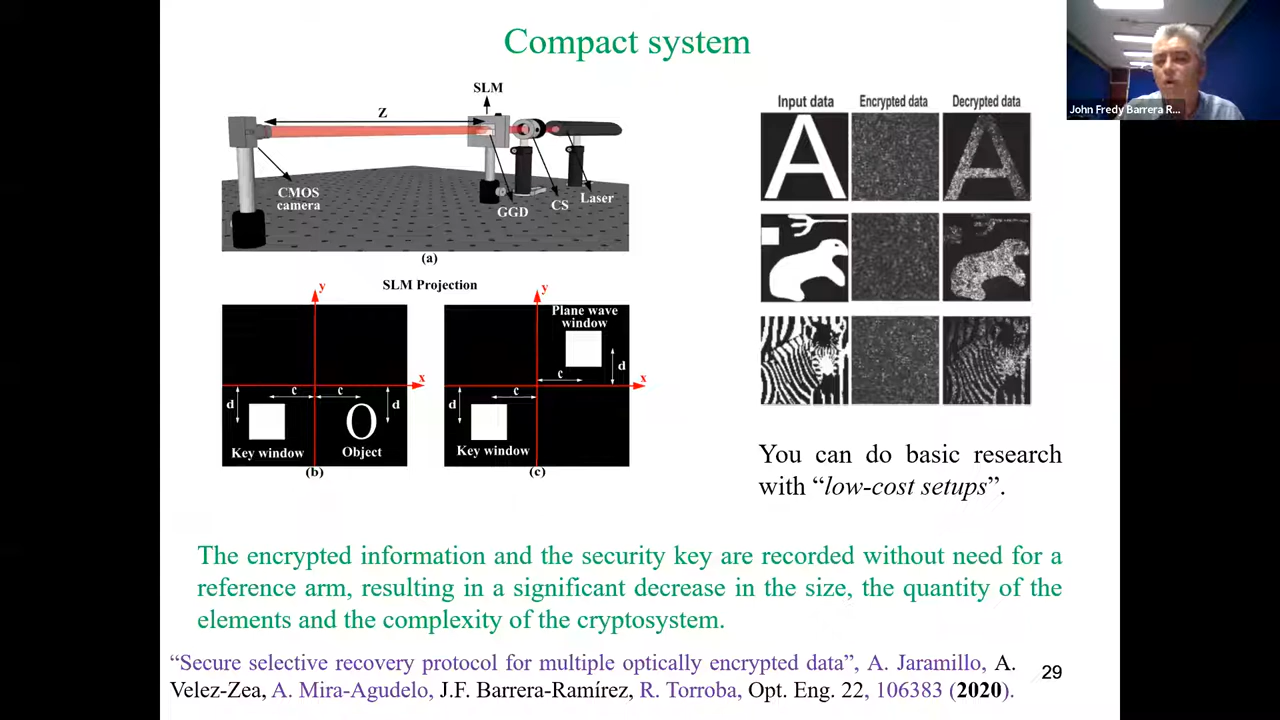 Compact system
John Fredy Barrera R...
SLM
Z
CMOS
camera
GGD
CS
Laser
(a)
SLM Projection
y
x
c
c
d
d
Key window
Object
(b)
y
Plane wave
window
c
d
x
c
d
Key window
(c)
Input data
Encrypted data
Decrypted data
You can do basic research
with “low-cost setups”.
The encrypted information and the security key are recorded without need for a
reference arm, resulting in a significant decrease in the size, the quantity of the
elements and the complexity of the cryptosystem.
“Secure selective recovery protocol for multiple optically encrypted data”, A. Jaramillo, A.
Velez-Zea, A. Mira-Agudelo, J.F. Barrera-Ramírez, R. Torroba, Opt. Eng. 22, 106383 (2020).
29